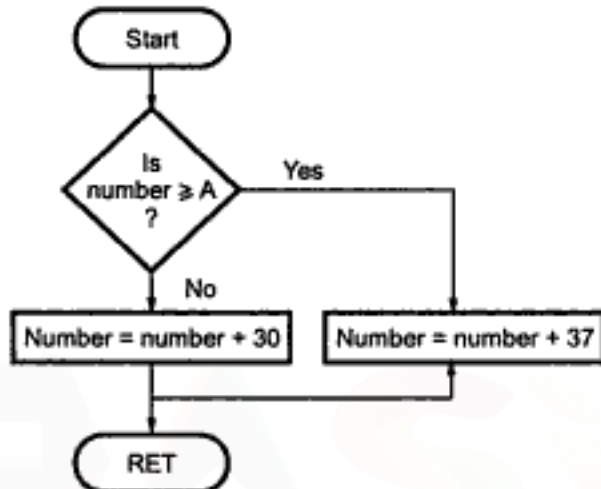 Start
Is
number ⩾ A
?
Yes
No
Number = number + 30
Number = number + 37
RET